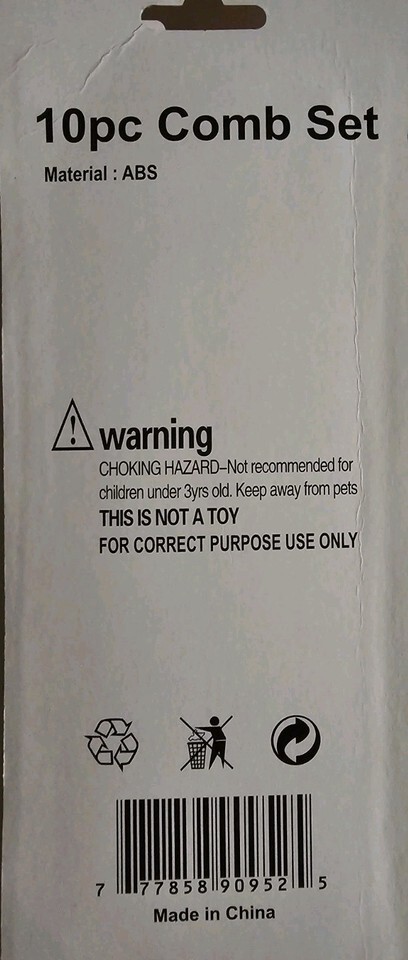 10pc Comb Set
Material : ABS
warning
CHOKING HAZARD–Not recommended for
children under 3yrs old. Keep away from pets
THIS IS NOT A TOY
FOR CORRECT PURPOSE USE ONLY
7 77858 90952 5
Made in China